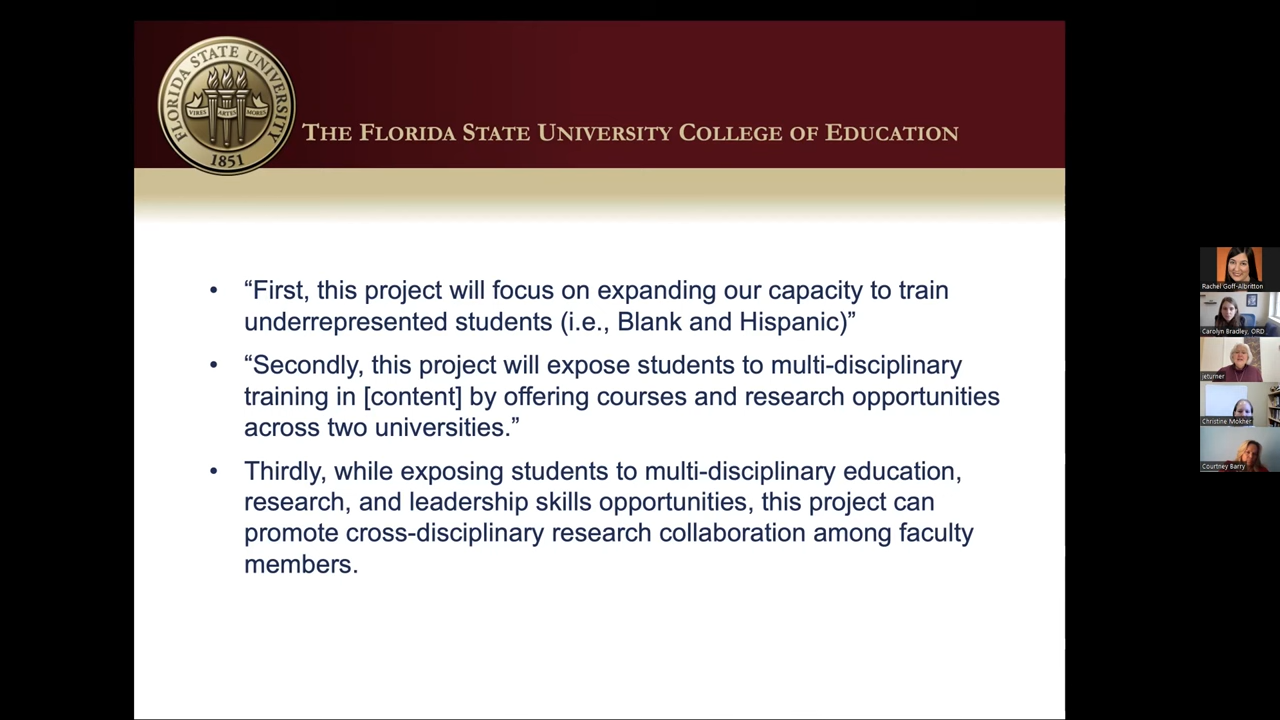 FLORIDA STATE UNIVERSITY
VIRES ARTES MORES
1851
THE FLORIDA STATE UNIVERSITY COLLEGE OF EDUCATION
• “First, this project will focus on expanding our capacity to train
underrepresented students (i.e., Blank and Hispanic)”
• “Secondly, this project will expose students to multi-disciplinary
training in [content] by offering courses and research opportunities
across two universities.”
• Thirdly, while exposing students to multi-disciplinary education,
research, and leadership skills opportunities, this project can
promote cross-disciplinary research collaboration among faculty
members.
Rachel Goff-Albritton
Carolyn Bradley, ORD
jeturner
Christine Mokher
Courtney Barry